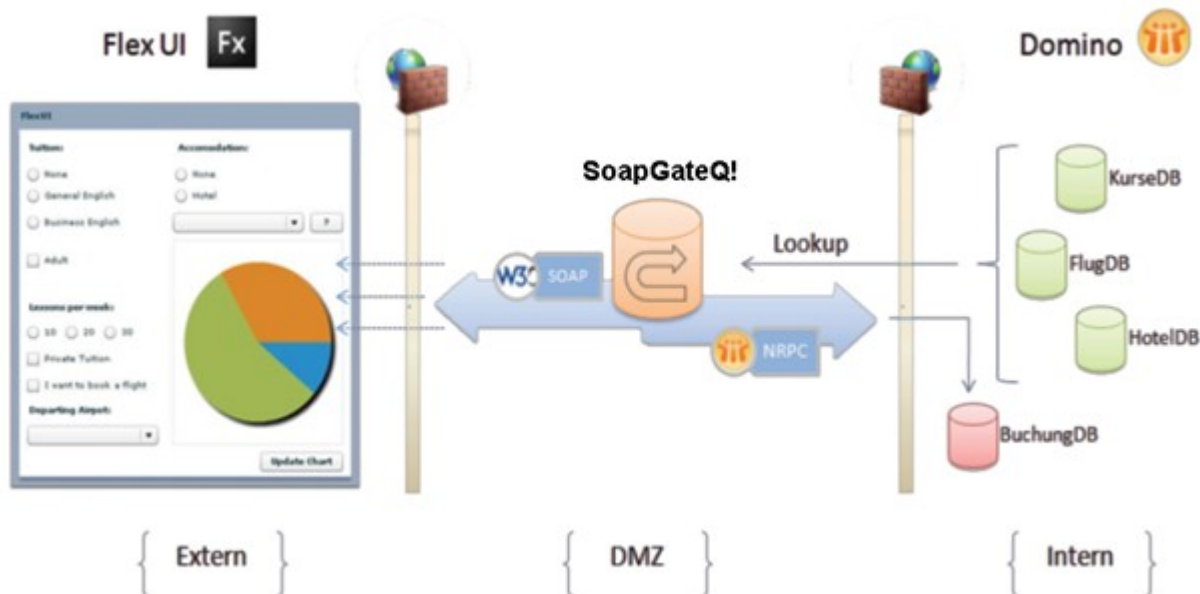 Flex UI
Fx
Domino
FlexUI
Tuition:
Accomodation:
None
None
General English
Hotel
Business English
?
Adult
Lessons per week:
10 20 30
Private Tuition
I want to book a flight
Departing Airpot:
Update Chart
SoapGateQ!
W3C
SOAP
NRPC
Lookup
KurseDB
FlugDB
HotelDB
BuchungDB
{ Extern }
{ DMZ }
{ Intern }